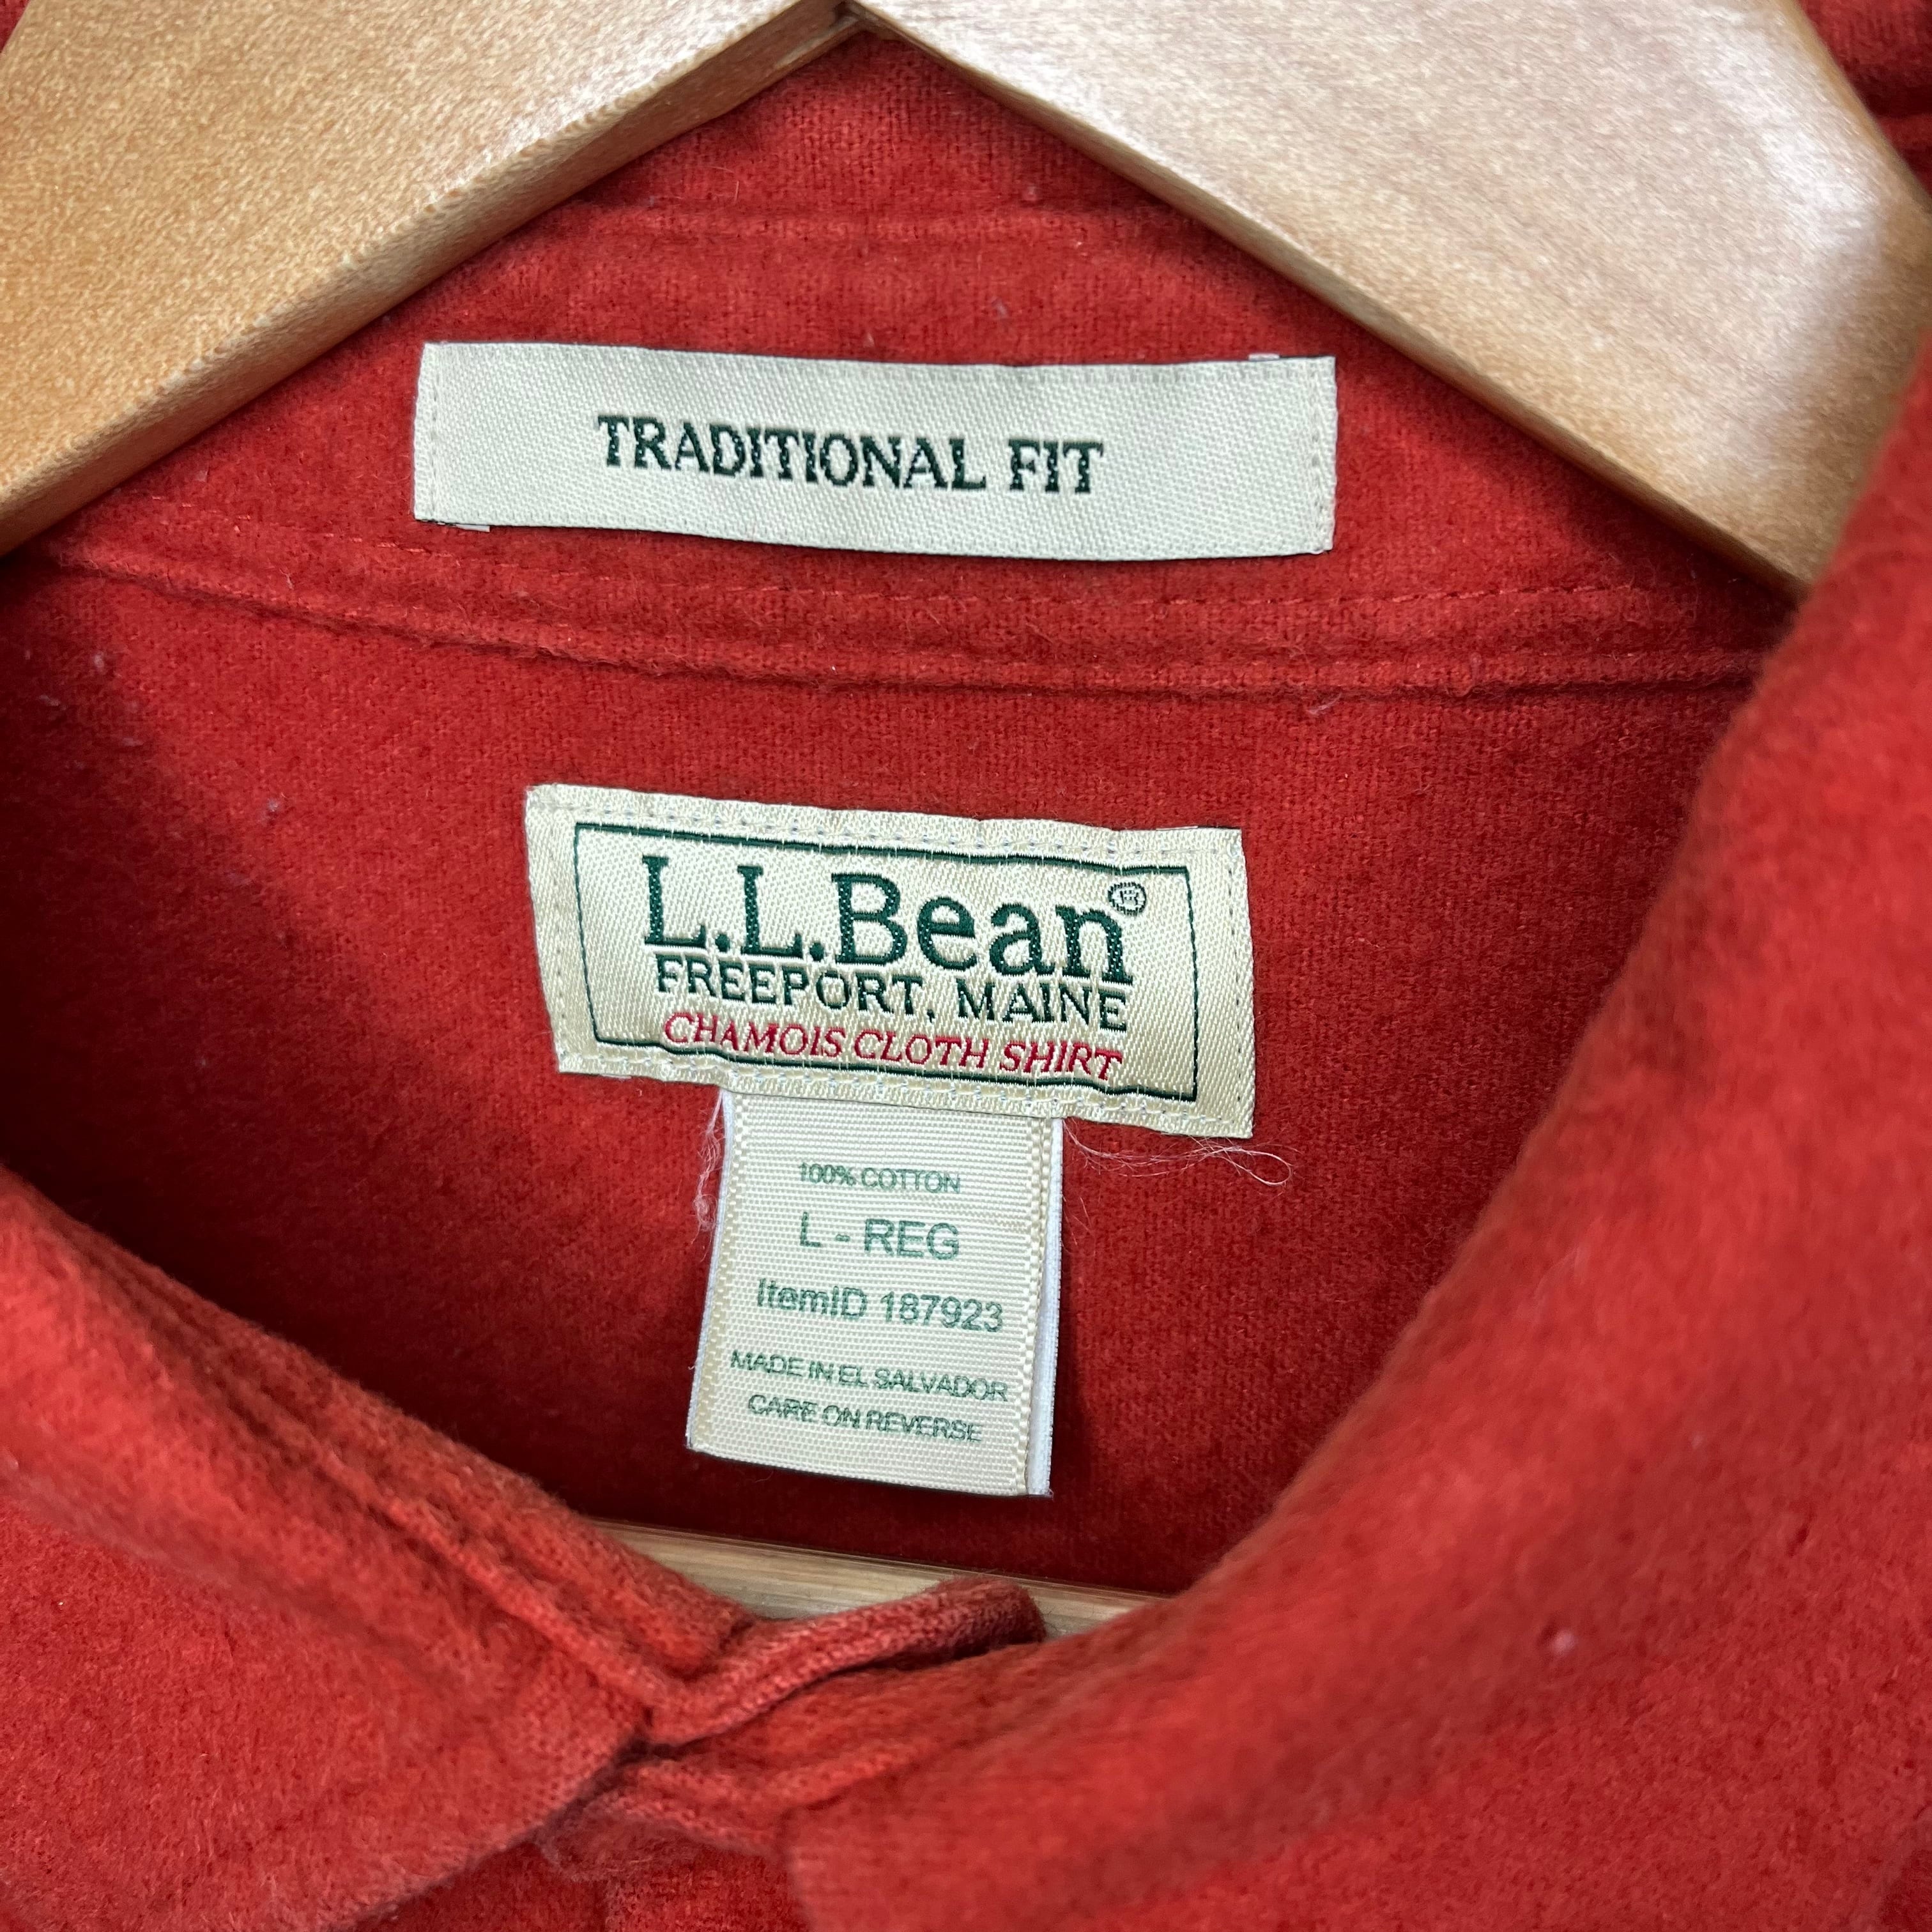 TRADITIONAL FIT
L.L.Bean®
FREEPORT, MAINE
CHAMOIS CLOTH SHIRT
100% COTTON
L - REG
ItemID 187923
MADE IN EL SALVADOR
CARE ON REVERSE